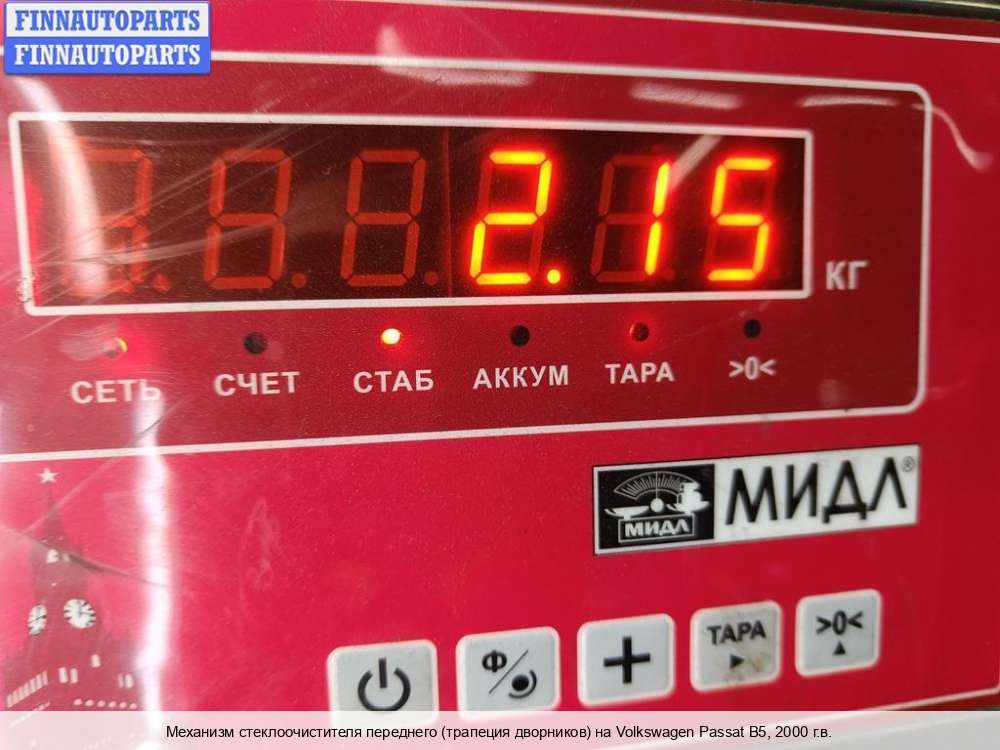 FINNAUTOPARTS
FINNAUTOPARTS
2.15
КГ
СЕТЬ СЧЕТ СТАБ АККУМ ТАРА >0<
МИДЛ МИДЛ®
Ф ТАРА >0<
Механизм стеклоочистителя переднего (трапеция дворников) на Volkswagen Passat B5, 2000 г.в.